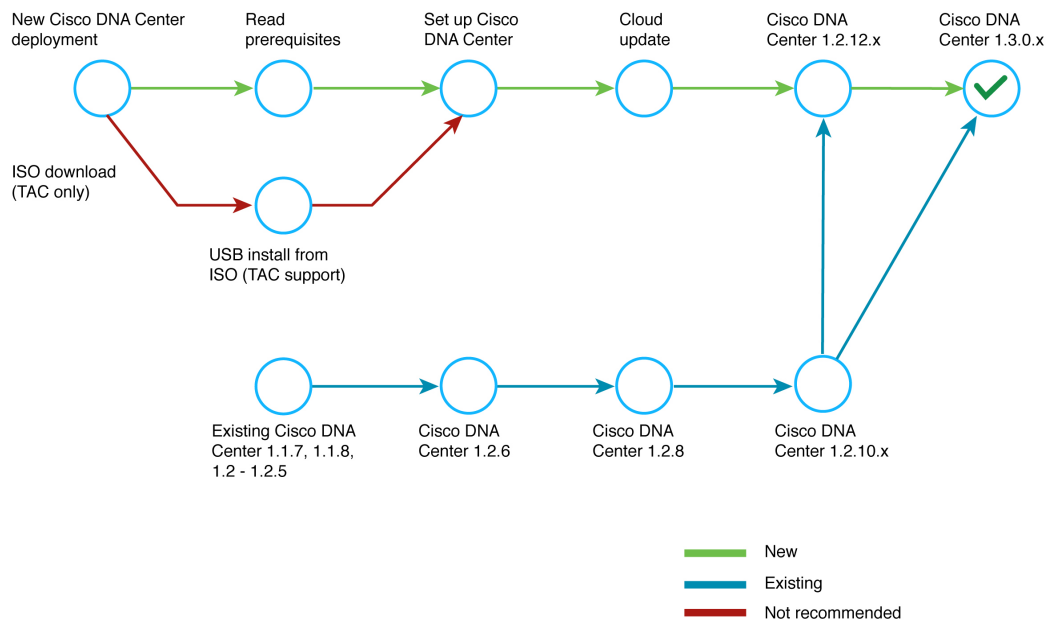 New Cisco DNA Center
deployment
Read
prerequisites
Set up Cisco
DNA Center
Cloud
update
Cisco DNA
Center 1.2.12.x
Cisco DNA
Center 1.3.0.x
ISO download
(TAC only)
USB install from
ISO (TAC support)
Existing Cisco DNA
Center 1.1.7, 1.1.8,
1.2 - 1.2.5
Cisco DNA
Center 1.2.6
Cisco DNA
Center 1.2.8
Cisco DNA
Center 1.2.10.x
New
Existing
Not recommended